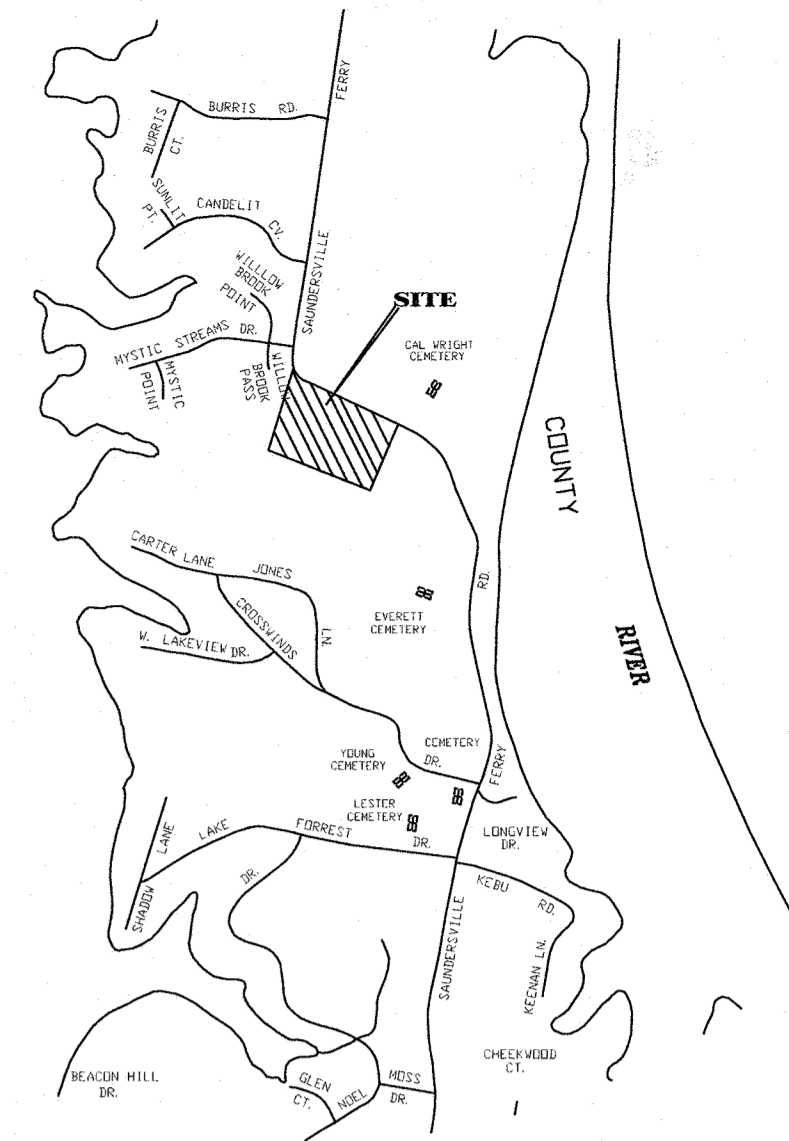 FERRY
BURRIS RD.
BURRIS
CT.
SUNLIT
PT.
CANDELIT
CV.
SAUNDERSVILLE
WILLLOW
BROOK
POINT
SITE
MYSTIC STREAMS DR.
CAL WRIGHT
CEMETERY
MYSTIC
POINT
WILLOW
BROOK
PASS
COUNTY
CARTER LANE
JONES
LN.
CROSSWINDS
W. LAKEVIEW DR.
EVERETT
CEMETERY
RD.
RIVER
YOUNG
CEMETERY
CEMETERY
DR.
FERRY
LESTER
CEMETERY
LAKE FORREST DR.
LONGVIEW
DR.
SHADOW LANE
DR.
KEBU RD.
SAUNDERSVILLE
KEENAN LN.
CHEEKWOOD
CT.
BEACON HILL
DR.
GLEN
CT.
NOEL
MOSS
DR.